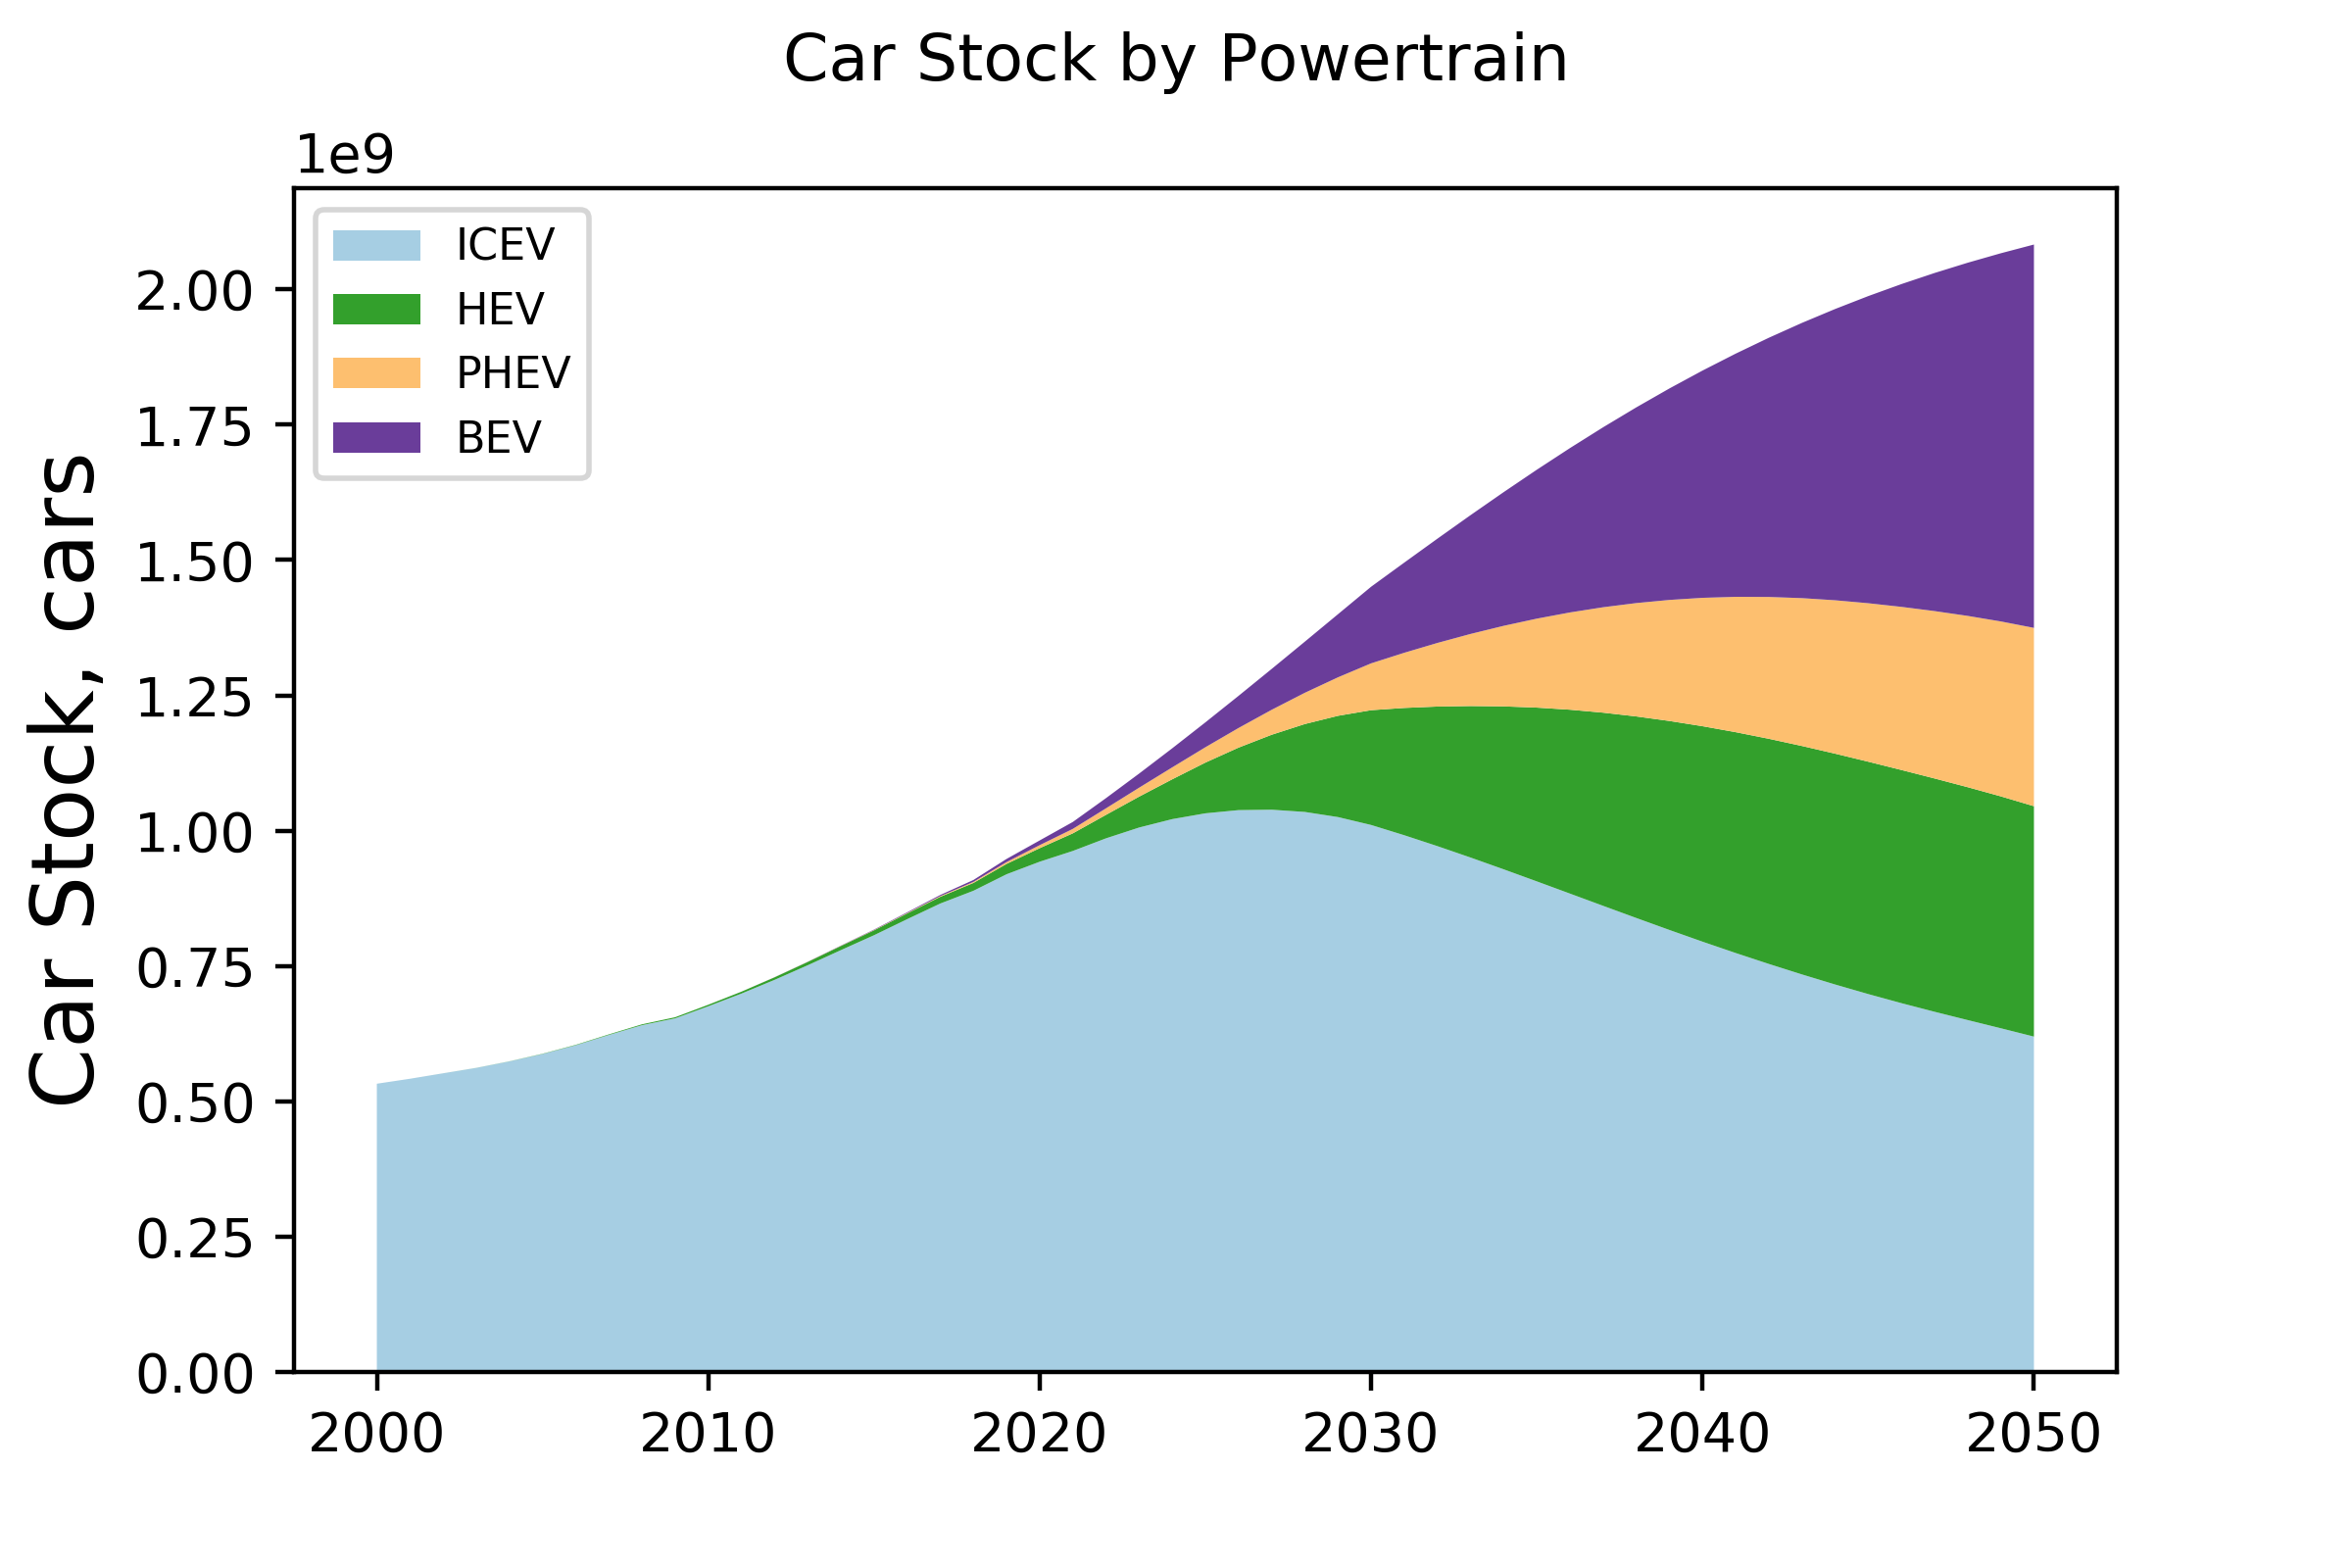 Car Stock by Powertrain
1e9
ICEV
HEV
PHEV
BEV
Car Stock, cars
2.00
1.75
1.50
1.25
1.00
0.75
0.50
0.25
0.00
2000 2010 2020 2030 2040 2050